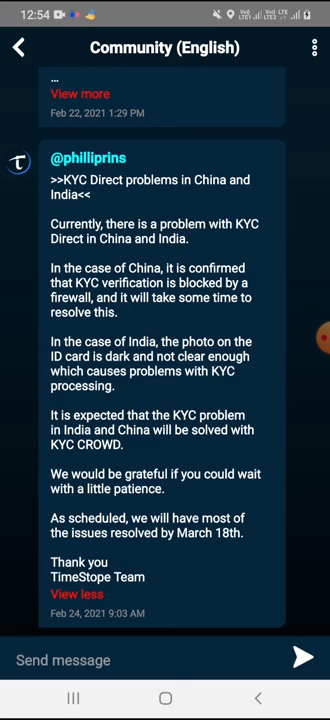 12:54
Community (English)
...
View more
Feb 22, 2021 1:29 PM
@philliprins
>>KYC Direct problems in China and
India<<
Currently, there is a problem with KYC
Direct in China and India.
In the case of China, it is confirmed
that KYC verification is blocked by a
firewall, and it will take some time to
resolve this.
In the case of India, the photo on the
ID card is dark and not clear enough
which causes problems with KYC
processing.
It is expected that the KYC problem
in India and China will be solved with
KYC CROWD.
We would be grateful if you could wait
with a little patience.
As scheduled, we will have most of
the issues resolved by March 18th.
Thank you
TimeStope Team
View less
Feb 24, 2021 9:03 AM
Send message